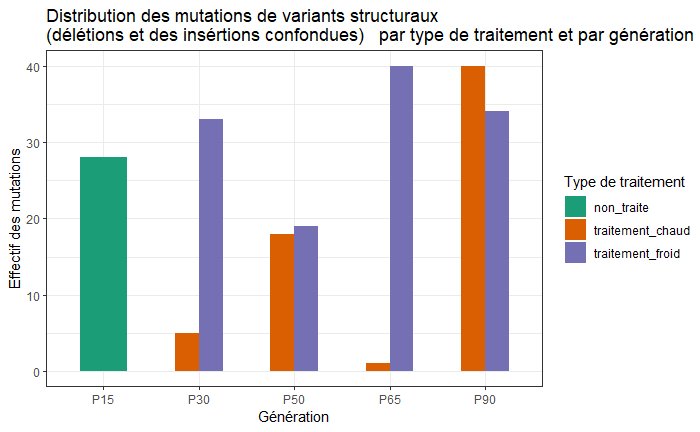 Distribution des mutations de variants structuraux
(délétions et des insértions confondues)   par type de traitement et par génération
Effectif des mutations
40
30
20
10
0
P15
P30
P50
P65
P90
Génération
Type de traitement
non_traite
traitement_chaud
traitement_froid